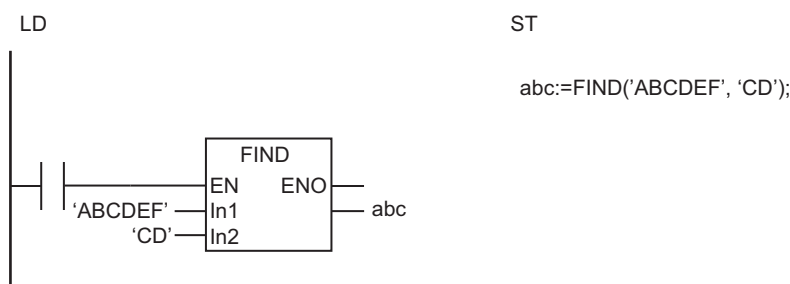 LD
ST
abc:=FIND(’ABCDEF’, ‘CD’);
FIND
EN ENO
‘ABCDEF’ In1 abc
‘CD’ In2